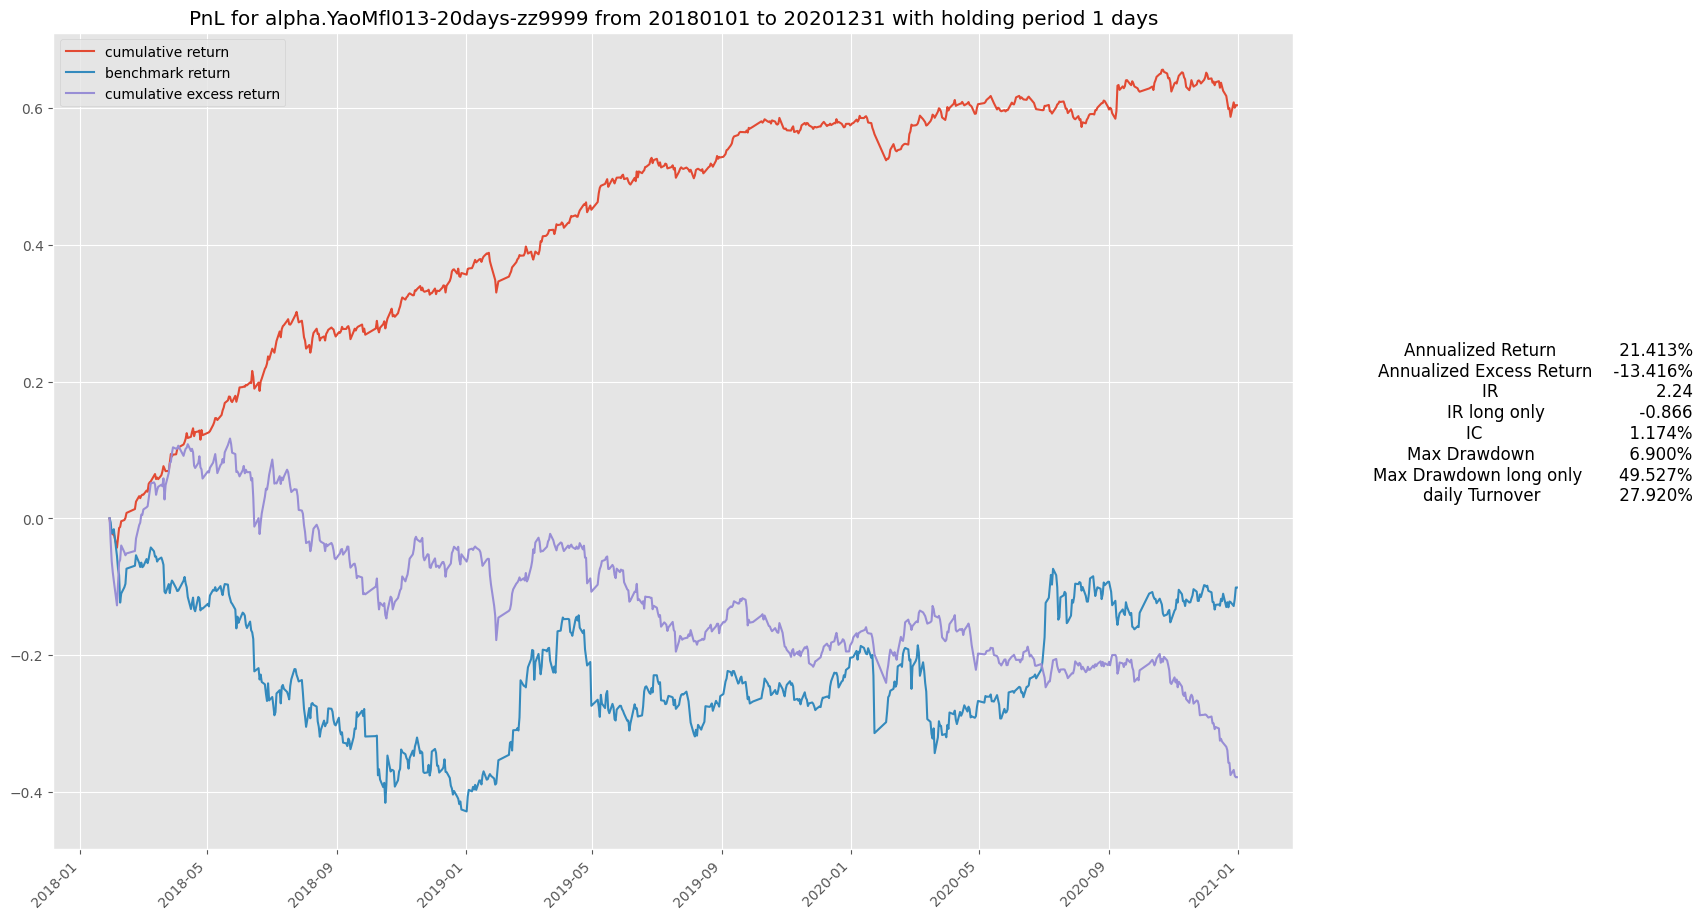 PnL for alpha.YaoMfl013-20days-zz9999 from 20180101 to 20201231 with holding period 1 days
cumulative return
benchmark return
cumulative excess return
0.6
0.4
0.2
0.0
−0.2
−0.4
2018-01
2018-05
2018-09
2019-01
2019-05
2019-09
2020-01
2020-05
2020-09
2021-01
Annualized Return 21.413%
Annualized Excess Return -13.416%
IR 2.24
IR long only -0.866
IC 1.174%
Max Drawdown 6.900%
Max Drawdown long only 49.527%
daily Turnover 27.920%